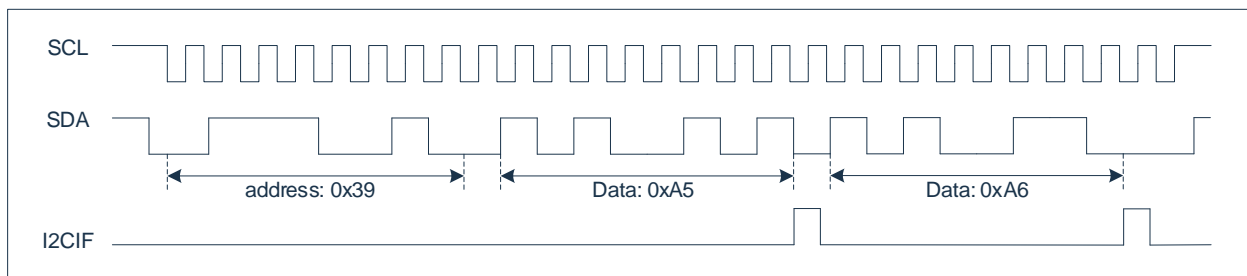 SCL
SDA
address: 0x39
Data: 0xA5
Data: 0xA6
I2CIF